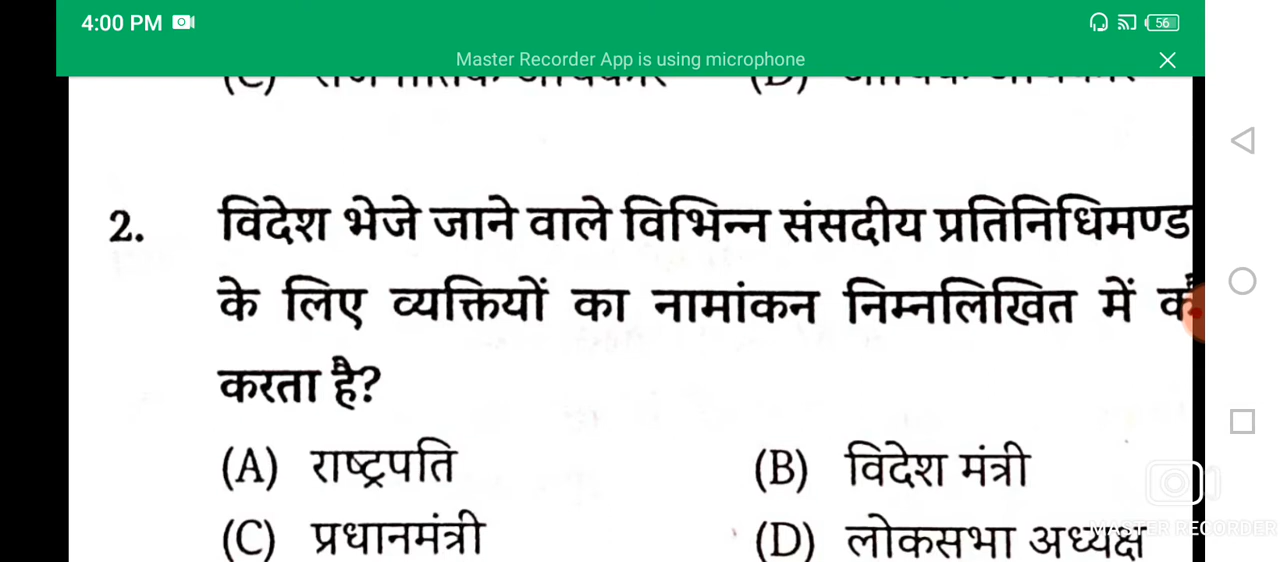 4:00 PM
56
Master Recorder App is using microphone
2. विदेश भेजे जाने वाले विभिन्न संसदीय प्रतिनिधिमण्ड
के लिए व्यक्तियों का नामांकन निम्नलिखित में
करता है?
(A) राष्ट्रपति (B) विदेश मंत्री
(C) प्रधानमंत्री (D) लोकसभा अध्यक्ष
MASTER RECORDER